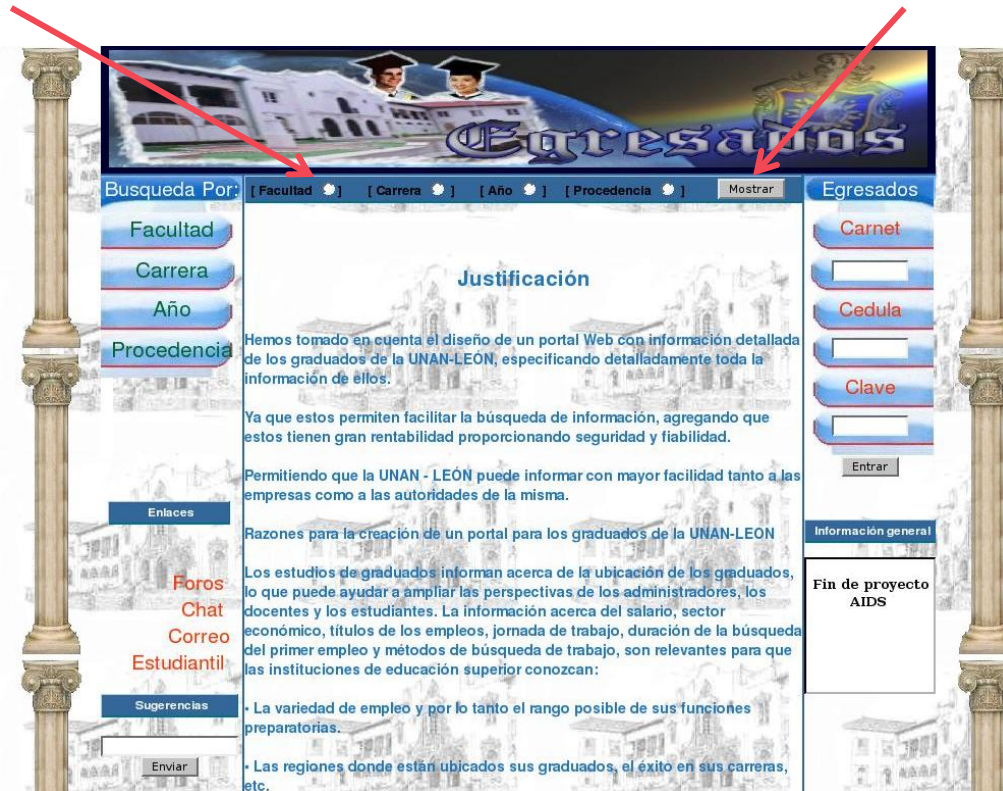 Egresados
Busqueda Por:
[ Facultad ] [ Carrera ] [ Año ] [ Procedencia ] Mostrar
Facultad
Carrera
Año
Procedencia
Enlaces
Foros
Chat
Correo
Estudiantil
Sugerencias
Enviar
Justificación
Hemos tomado en cuenta el diseño de un portal Web con información detallada
de los graduados de la UNAN-LEÓN, especificando detalladamente toda la
información de ellos.
Ya que estos permiten facilitar la búsqueda de información, agregando que
estos tienen gran rentabilidad proporcionando seguridad y fiabilidad.
Permitiendo que la UNAN - LEÓN puede informar con mayor facilidad tanto a las
empresas como a las autoridades de la misma.
Razones para la creación de un portal para los graduados de la UNAN-LEON
Los estudios de graduados informan acerca de la ubicación de los graduados,
lo que puede ayudar a ampliar las perspectivas de los administradores, los
docentes y los estudiantes. La información acerca del salario, sector
económico, títulos de los empleos, jornada de trabajo, duración de la búsqueda
del primer empleo y métodos de búsqueda de trabajo, son relevantes para que
las instituciones de educación superior conozcan:
• La variedad de empleo y por lo tanto el rango posible de sus funciones
preparatorias.
• Las regiones donde están ubicados sus graduados, el éxito en sus carreras,
etc.
Egresados
Carnet
Cedula
Clave
Entrar
Información general
Fin de proyecto
AIDS